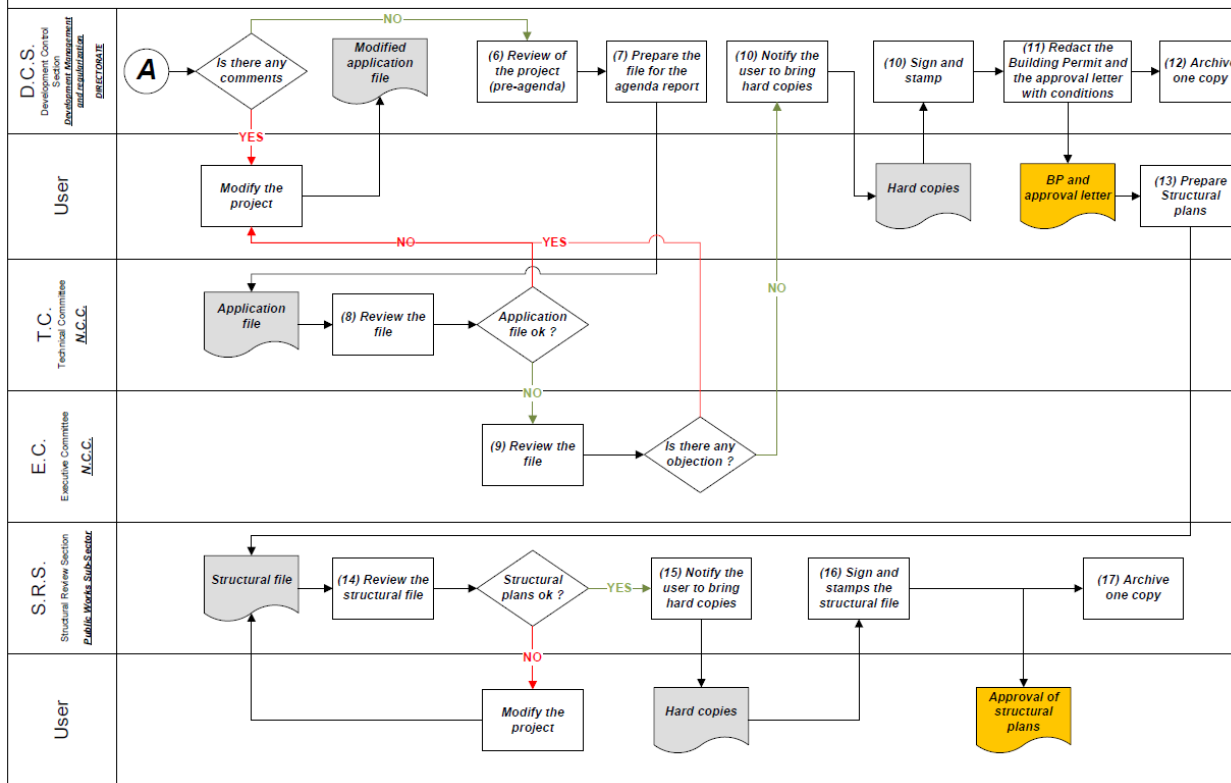 D.C.S.
Development Control
Section
Development Management
and regularization
DIRECTORATE
A
Is there any
comments
NO
YES
Modified
application
file
(6) Review of
the project
(pre-agenda)
(7) Prepare the
file for the
agenda report
(10) Notify the
user to bring
hard copies
(10) Sign and
stamp
(11) Redact the
Building Permit and
the approval letter
with conditions
(12) Archive
one copy
User
Modify the
project
Hard copies
BP and
approval letter
(13) Prepare
Structural
plans
NO
YES
NO
T.C.
Technical Committee
N.C.C.
Application
file
(8) Review the
file
Application
file ok ?
NO
E.C.
Executive Committee
N.C.C.
(9) Review the
file
Is there any
objection ?
S.R.S.
Structural Review Section
Public Works Sub-Sector
Structural file
(14) Review the
structural file
Structural
plans ok ?
YES
NO
(15) Notify the
user to bring
hard copies
(16) Sign and
stamps the
structural file
(17) Archive
one copy
User
Modify the
project
Hard copies
Approval of
structural
plans